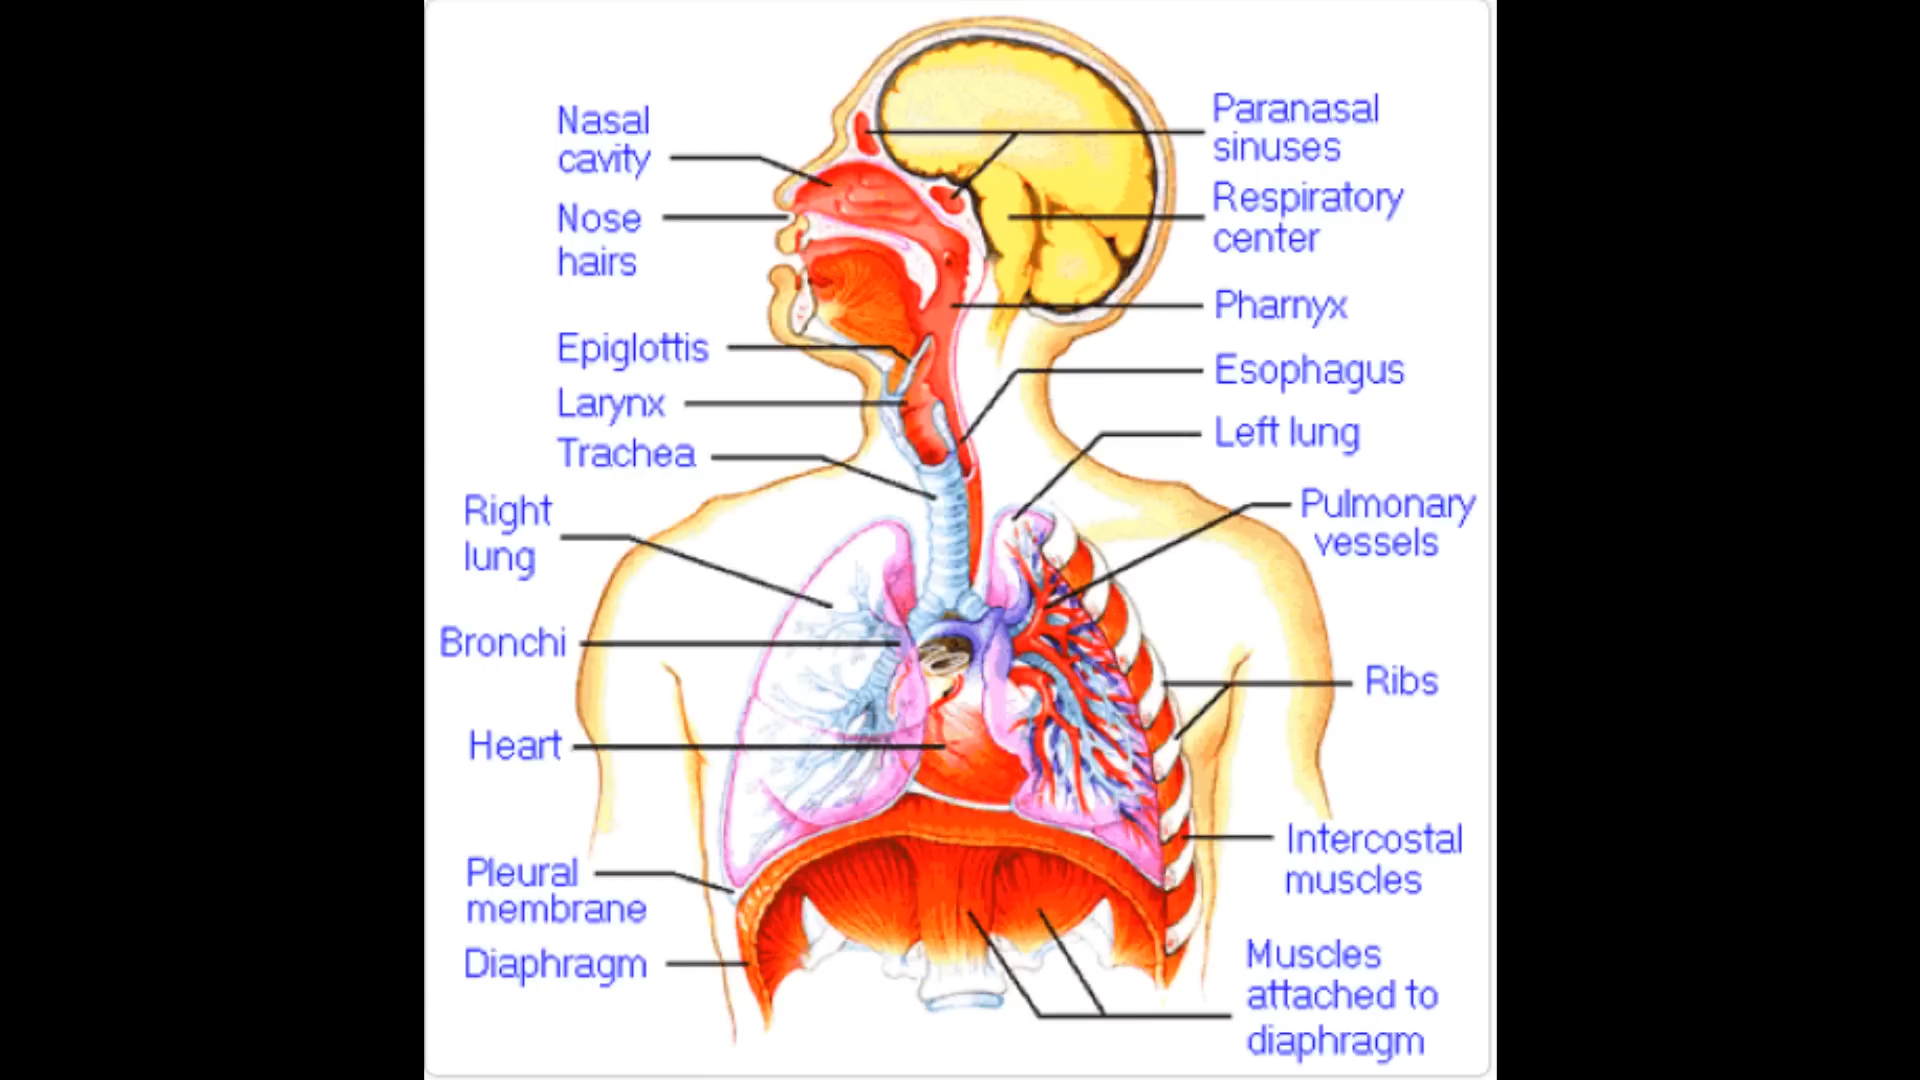 Nasal
cavity
Nose
hairs
Epiglottis
Larynx
Trachea
Right
lung
Bronchi
Heart
Pleural
membrane
Diaphragm
Paranasal
sinuses
Respiratory
center
Pharnyx
Esophagus
Left lung
Pulmonary
vessels
Ribs
Intercostal
muscles
Muscles
attached to
diaphragm